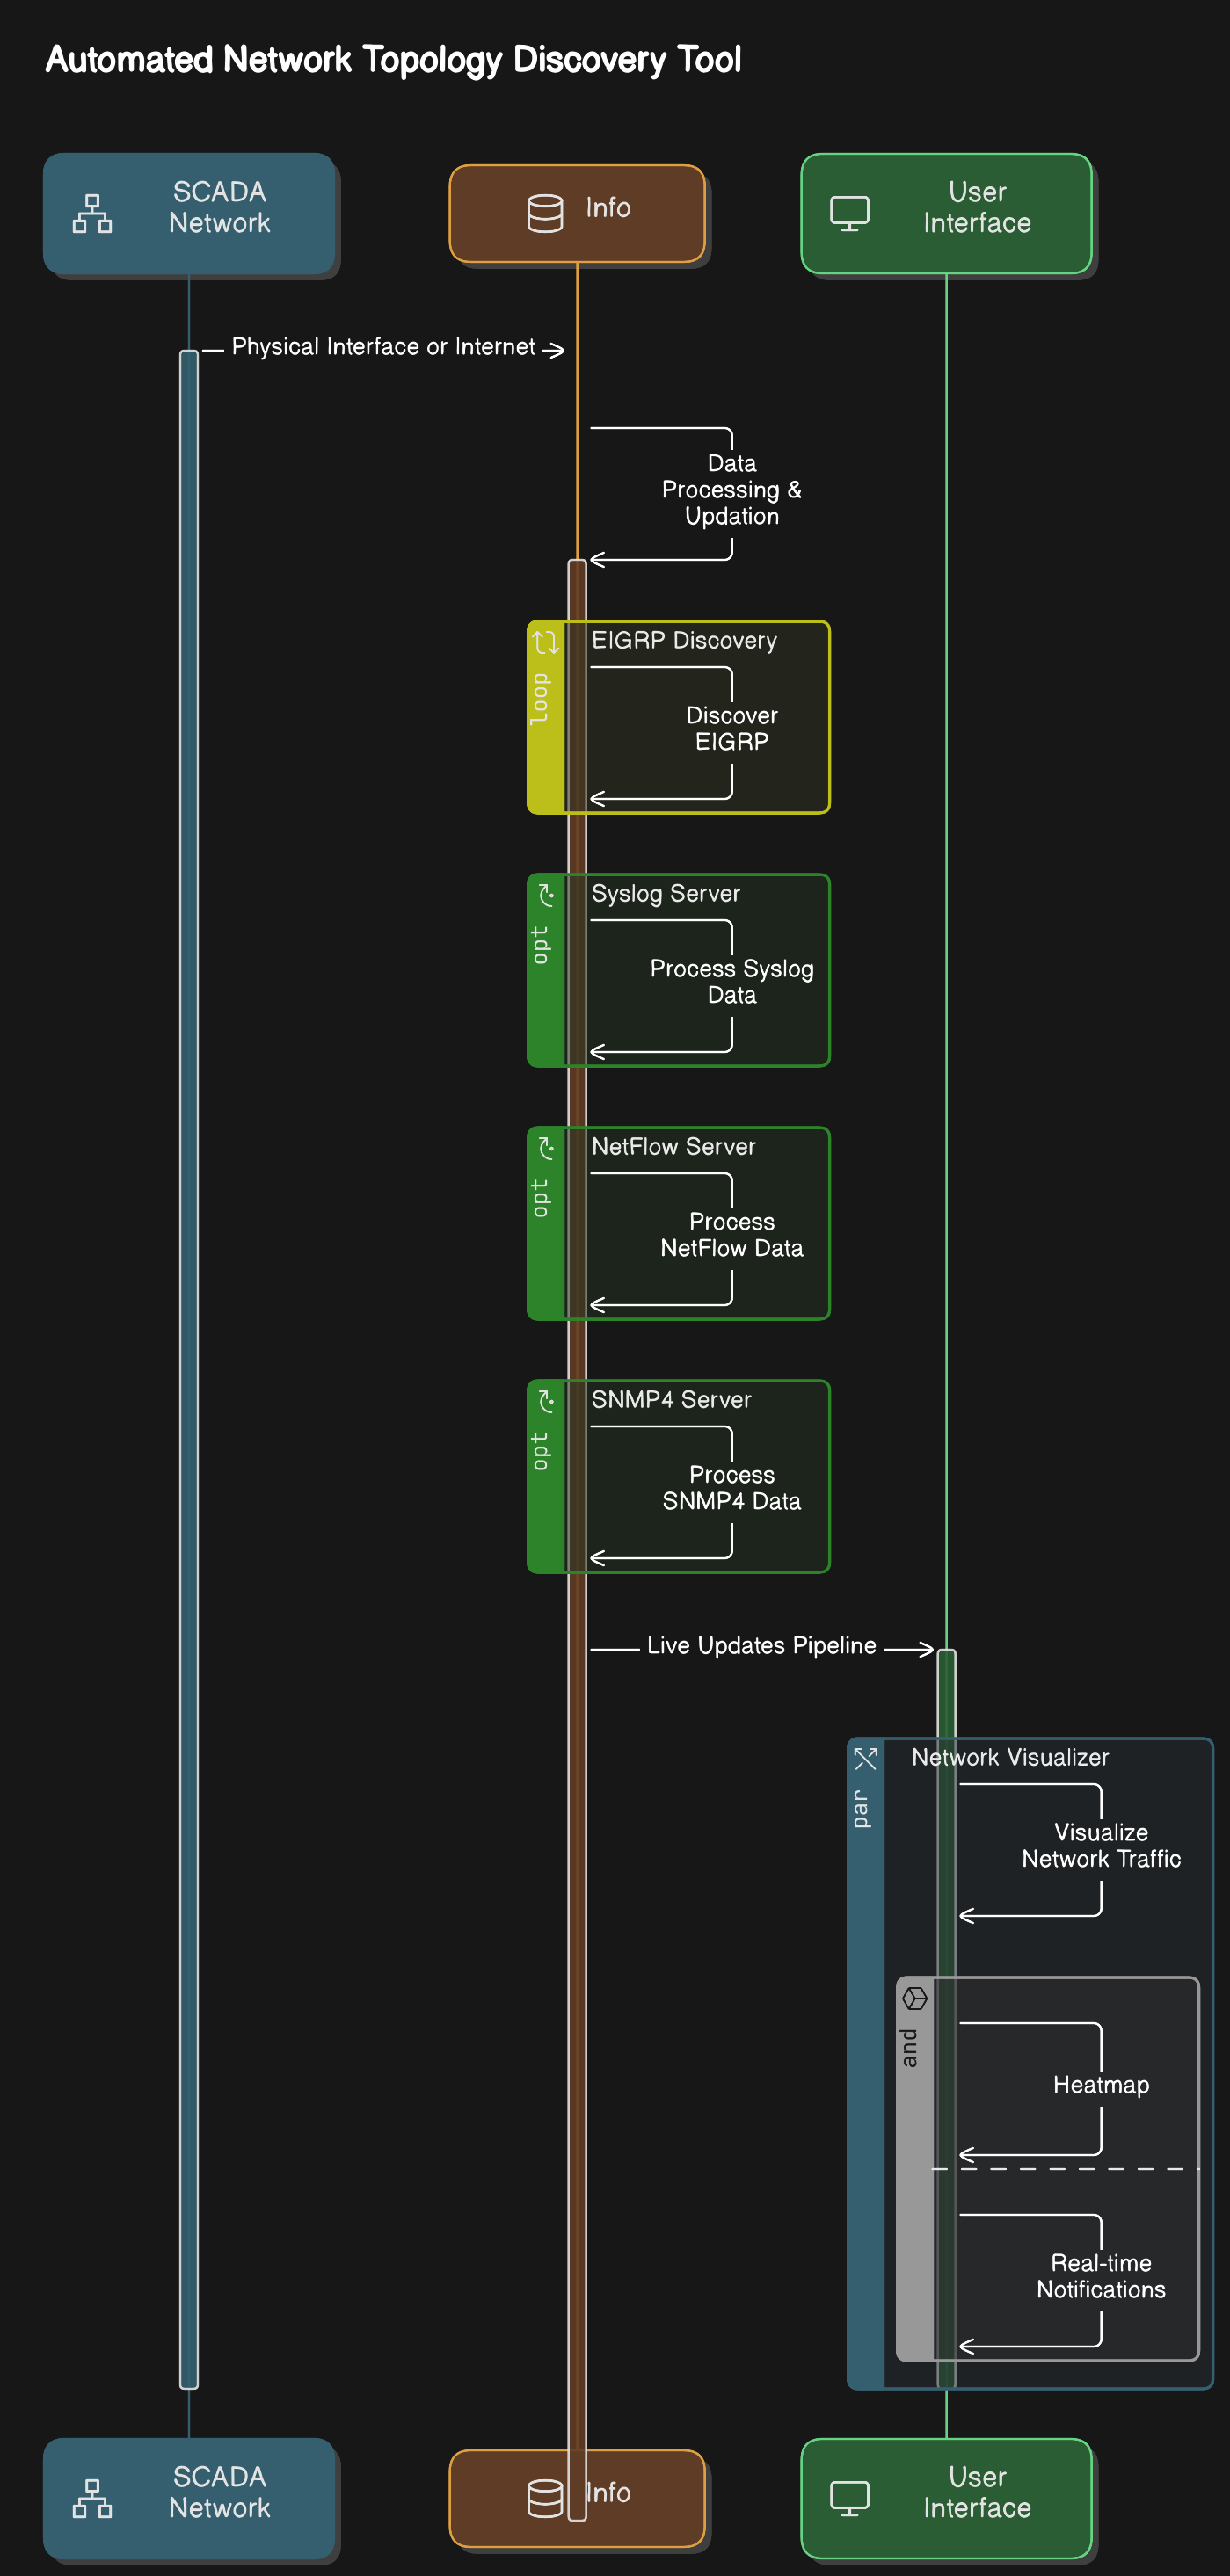 Automated Network Topology Discovery Tool
SCADA
Network
Info
User
Interface
Physical Interface or Internet
Data
Processing &
Updation
EIGRP Discovery
loop
Discover
EIGRP
Syslog Server
opt
Process Syslog
Data
NetFlow Server
opt
Process
NetFlow Data
SNMP4 Server
opt
Process
SNMP4 Data
Live Updates Pipeline
Network Visualizer
par
Visualize
Network Traffic
and
Heatmap
Real-time
Notifications
SCADA
Network
Info
User
Interface